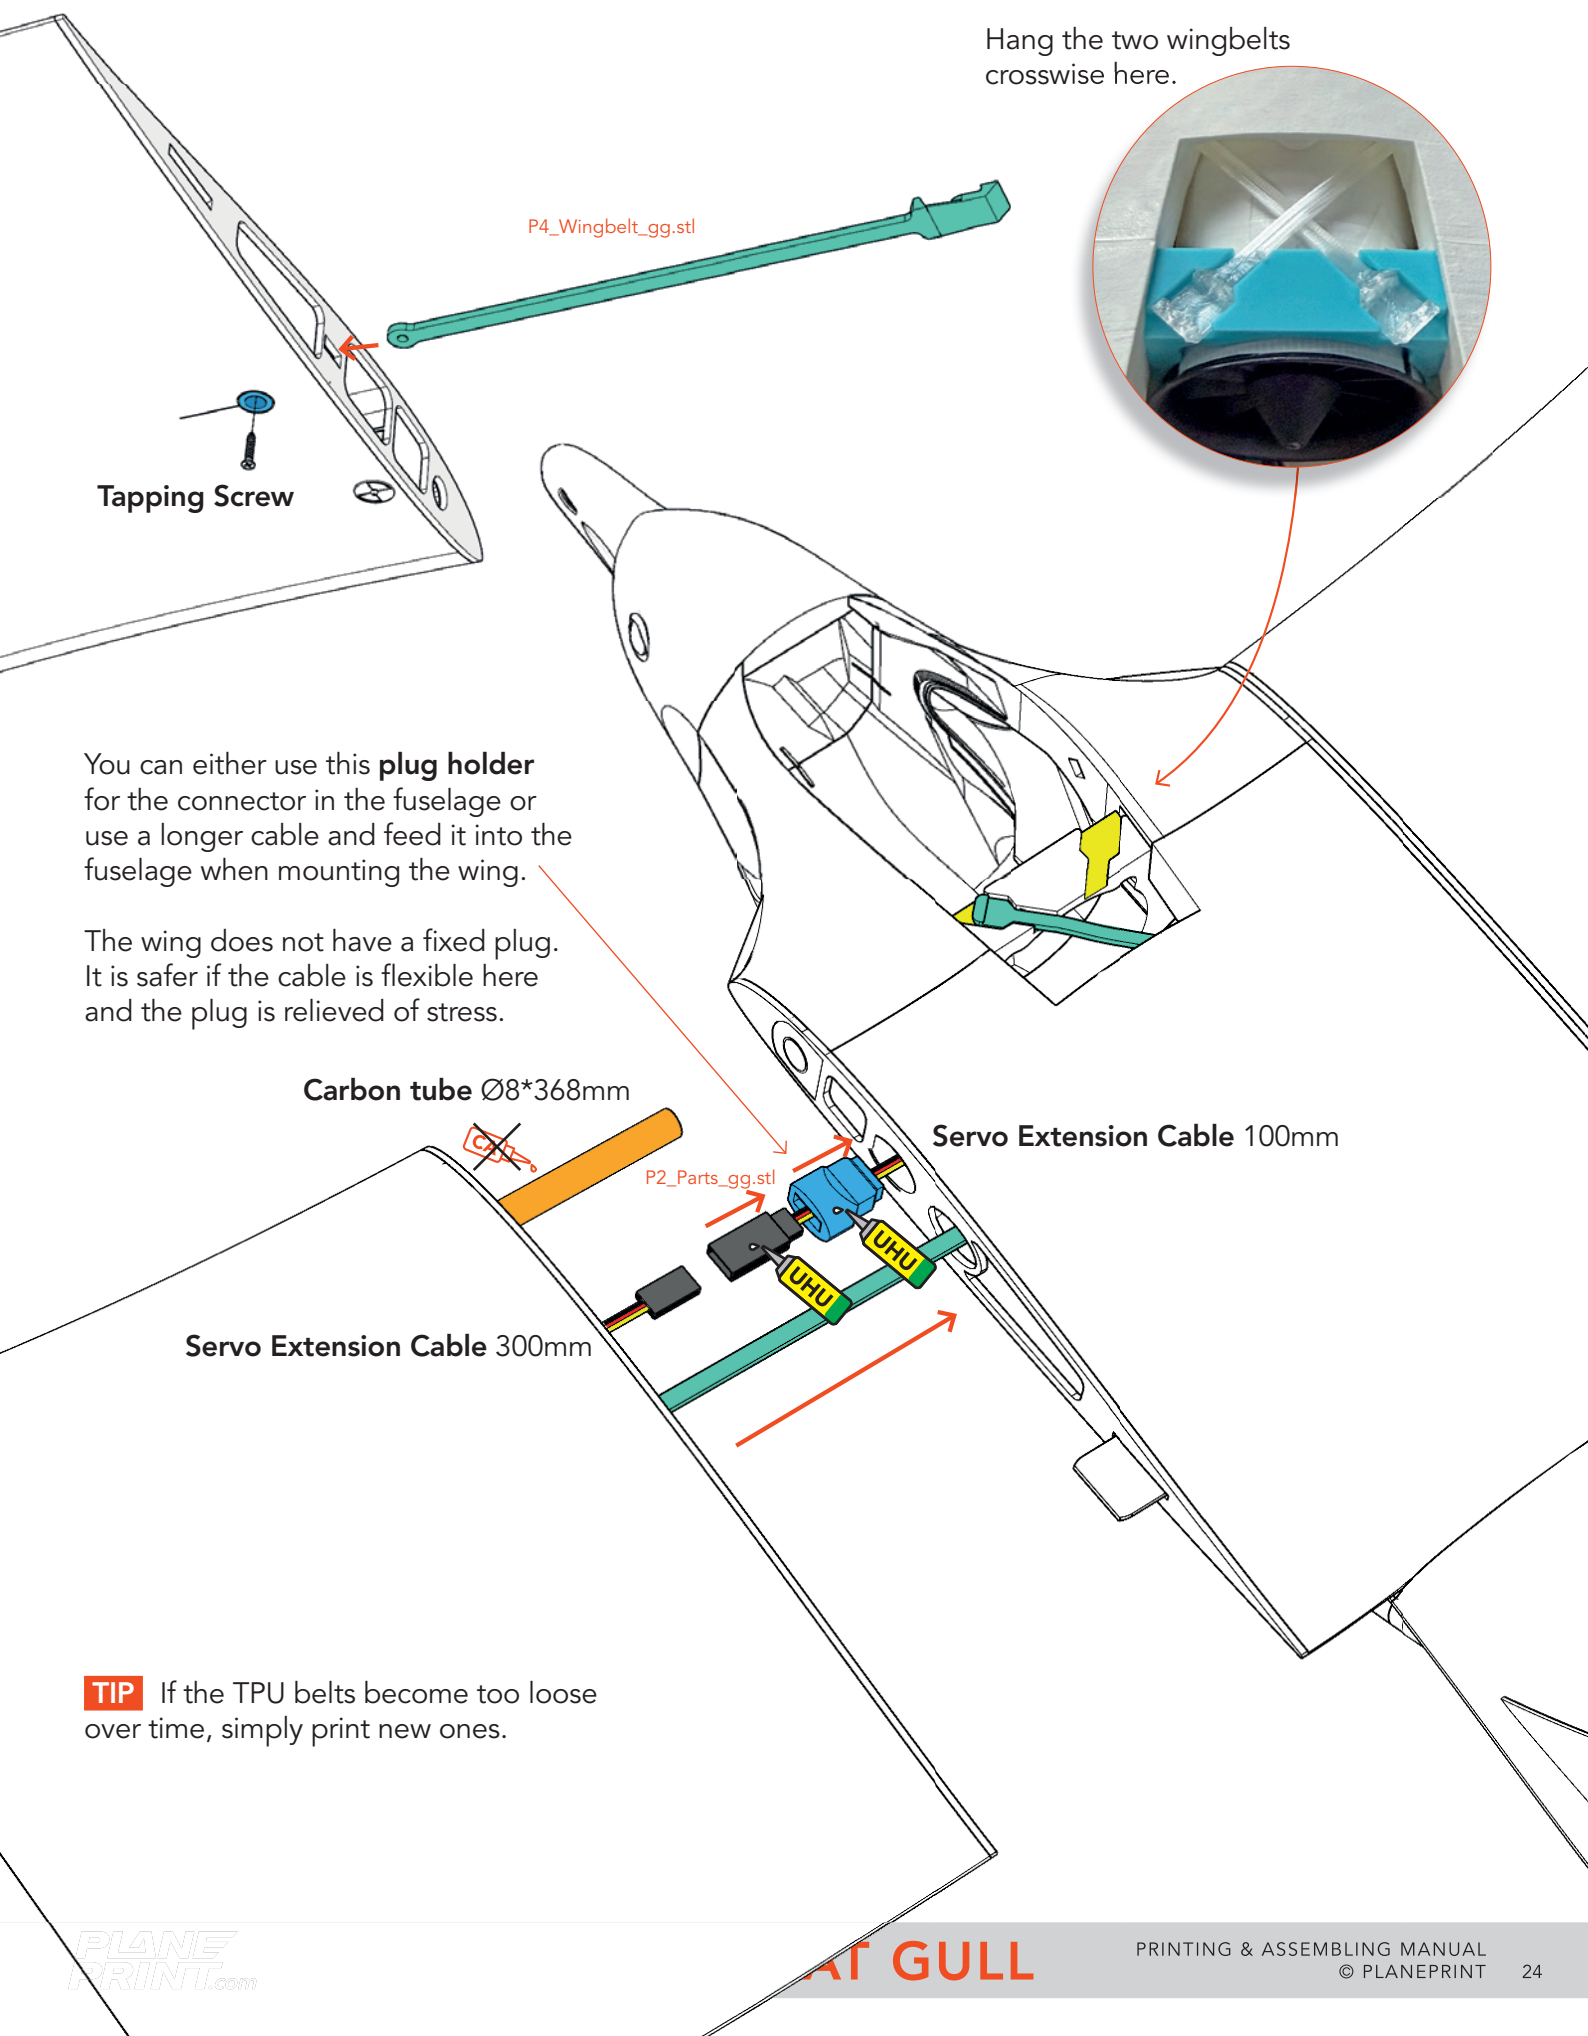 Hang the two wingbelts
crosswise here.
P4_Wingbelt_gg.stl
Tapping Screw
You can either use this plug holder
for the connector in the fuselage or
use a longer cable and feed it into the
fuselage when mounting the wing.
The wing does not have a fixed plug.
It is safer if the cable is flexible here
and the plug is relieved of stress.
Carbon tube Ø8*368mm
CA
Servo Extension Cable 100mm
P2_Parts_gg.stl
UHU
UHU
Servo Extension Cable 300mm
TIP If the TPU belts become too loose
over time, simply print new ones.
PLANE
PRINT.com
AT GULL
PRINTING & ASSEMBLING MANUAL
© PLANEPRINT 24